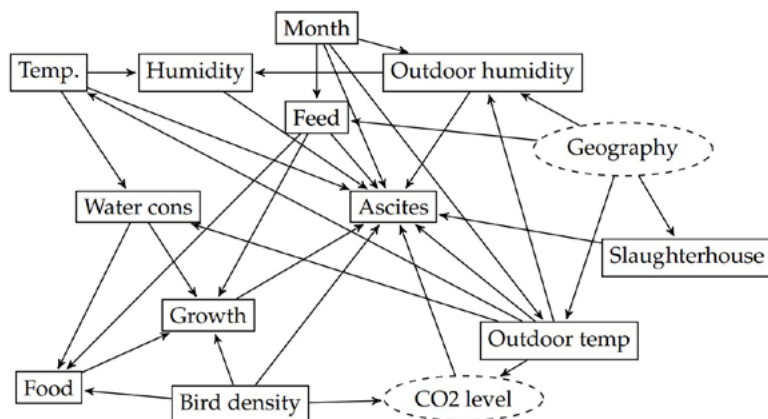 Month
Temp.
Humidity
Outdoor humidity
Feed
Geography
Water cons
Ascites
Slaughterhouse
Growth
Outdoor temp
Food
Bird density
CO2 level